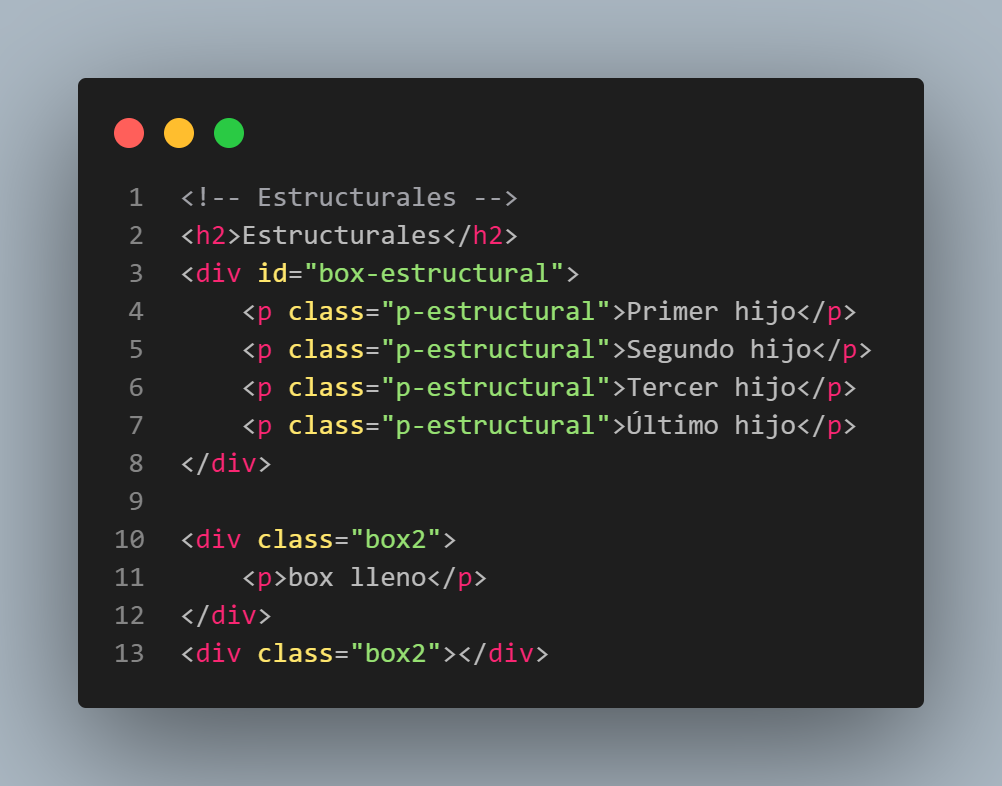 1 <!-- Estructurales -->
2 <h2>Estructurales</h2>
3 <div id="box-estructural">
4     <p class="p-estructural">Primer hijo</p>
5     <p class="p-estructural">Segundo hijo</p>
6     <p class="p-estructural">Tercer hijo</p>
7     <p class="p-estructural">Último hijo</p>
8 </div>
9
10 <div class="box2">
11     <p>box lleno</p>
12 </div>
13 <div class="box2"></div>